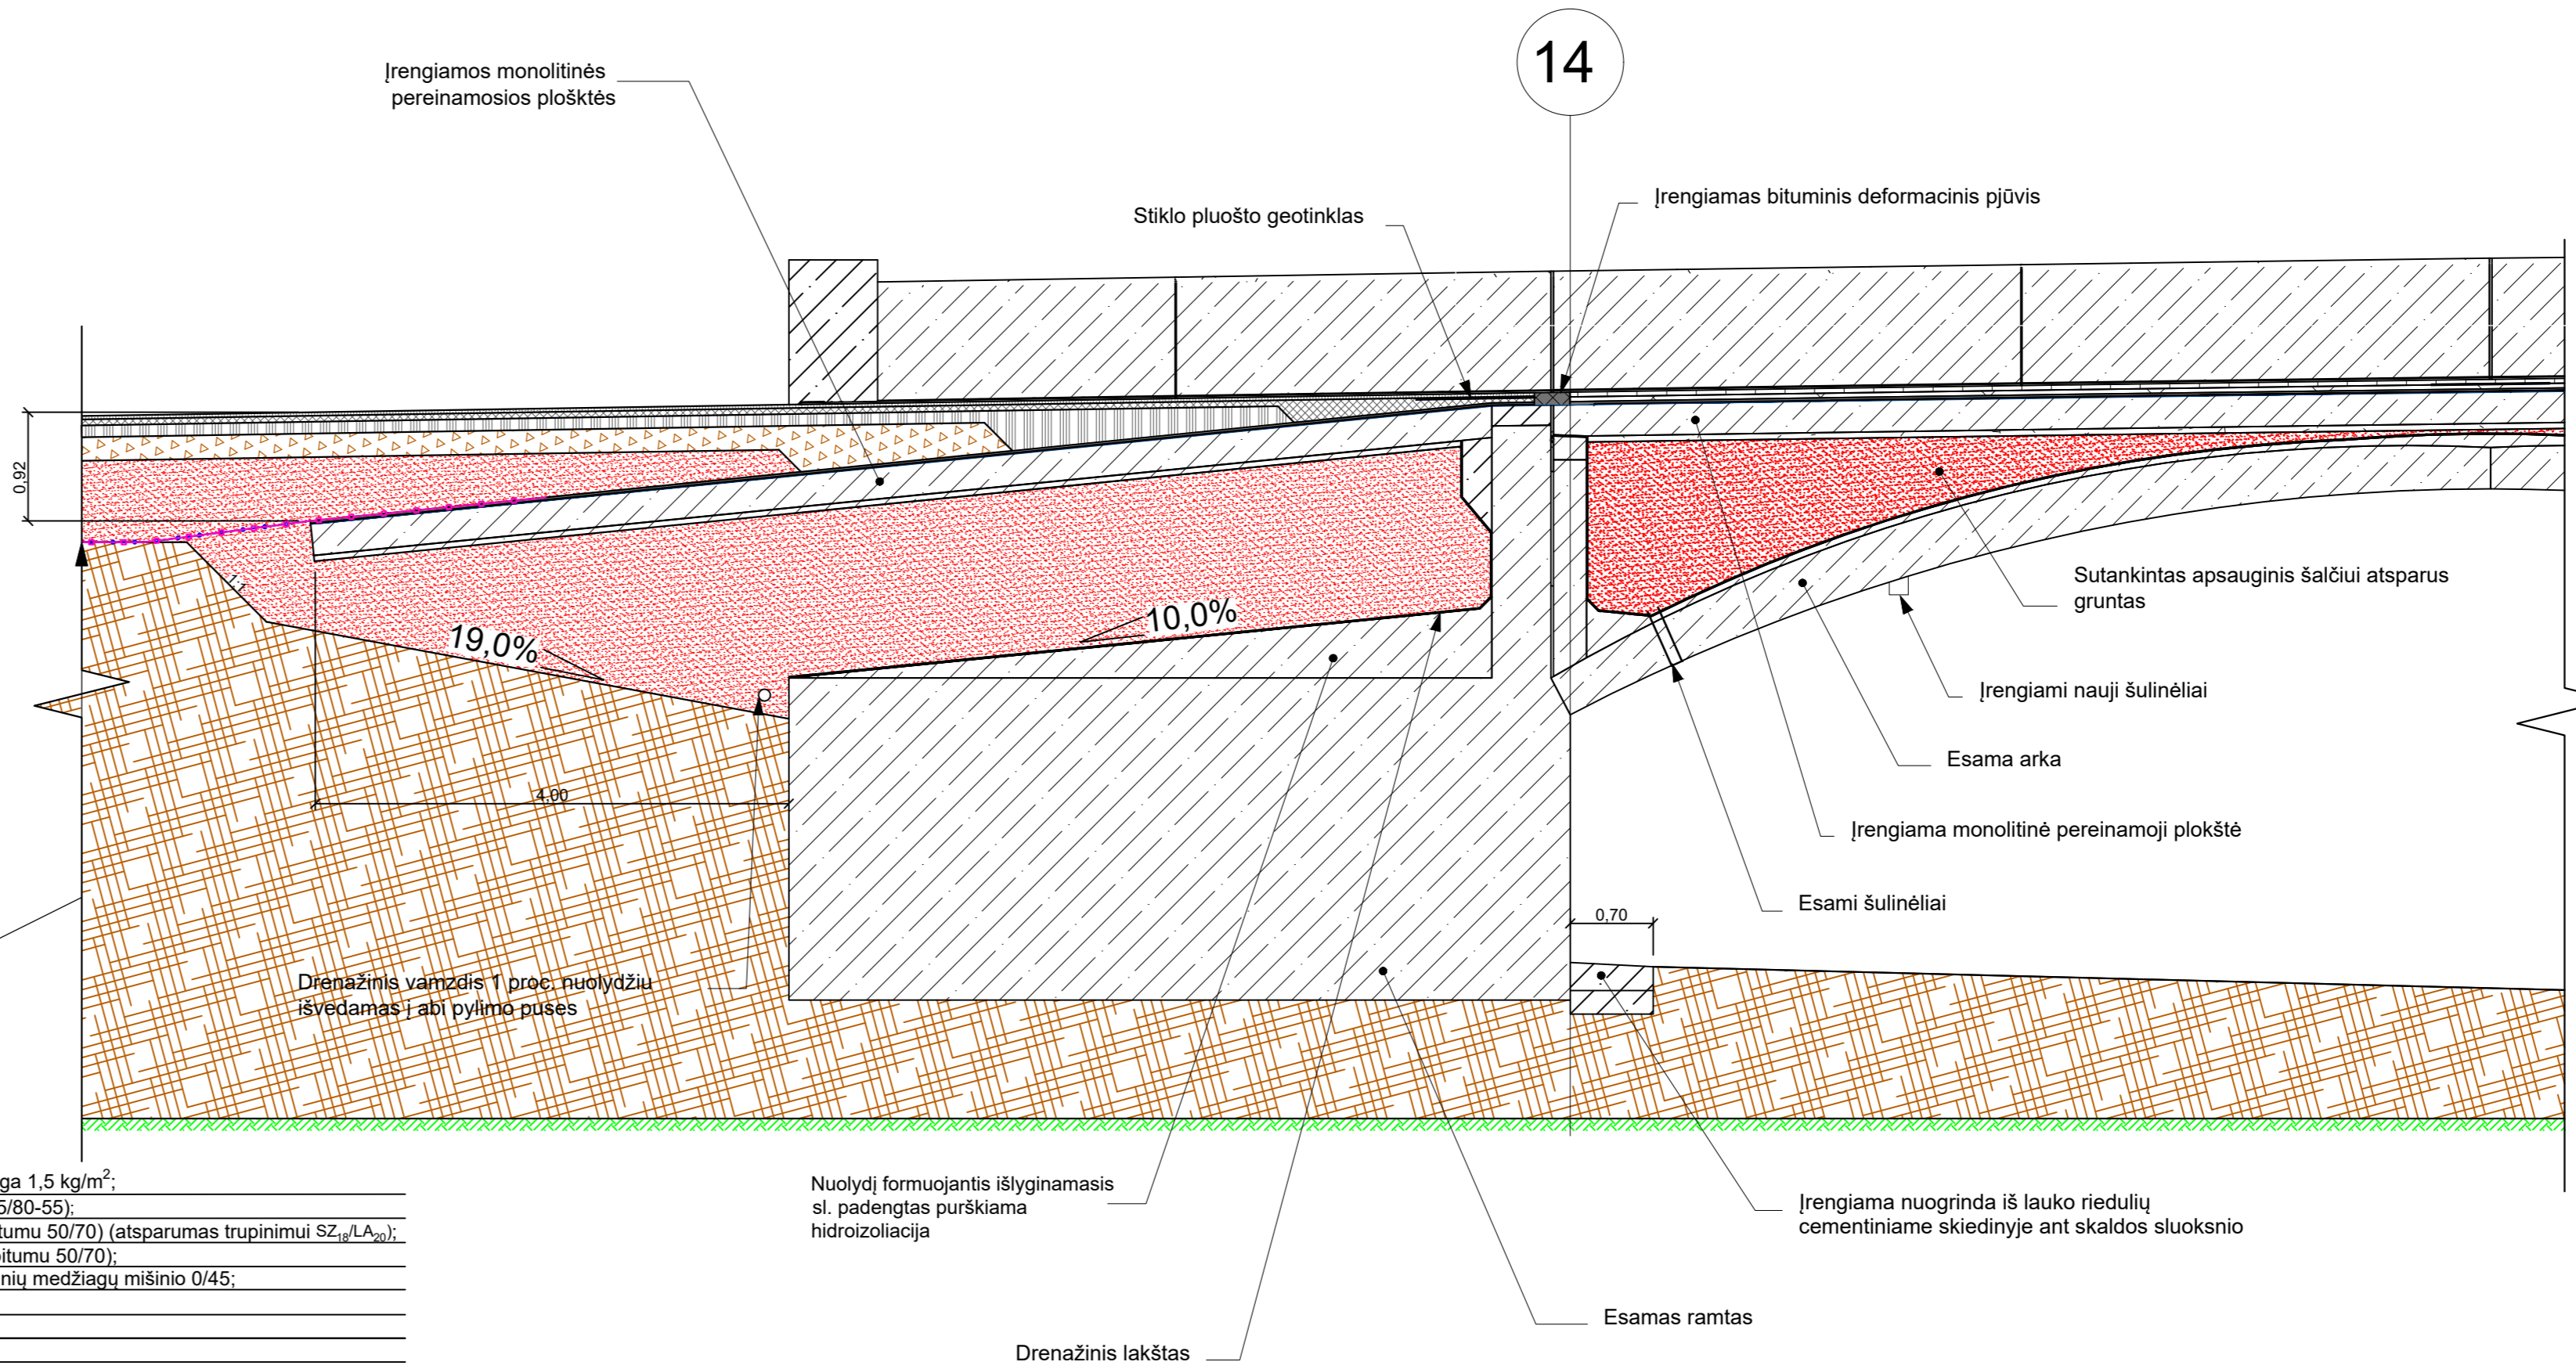 14
Įrengiamos monolitinės
pereinamosios plošktės
Stiklo pluošto geotinklas
Įrengiamas bituminis deformacinis pjūvis
0,92
1:1
19,0%
10,0%
4,00
0,70
Sutankintas apsauginis šalčiui atsparus
gruntas
Įrengiami nauji šulinėliai
Esama arka
Įrengiama monolitinė pereinamoji plokštė
Esami šulinėliai
Drenažinis vamzdis 1 proc. nuolydžiu
išvedamas į abi pylimo puses
ga 1,5 kg/m²;
5/80-55);
tumu 50/70) (atsparumas trupinimui SZ₁₈/LA₂₀);
bitumu 50/70);
nių medžiagų mišinio 0/45;
Nuolydį formuojantis išlyginamasis
sl. padengtas purškiama
hidroizoliacija
Įrengiama nuogrinda iš lauko riedulių
cementiniame skiedinyje ant skaldos sluoksnio
Esamas ramtas
Drenažinis lakštas